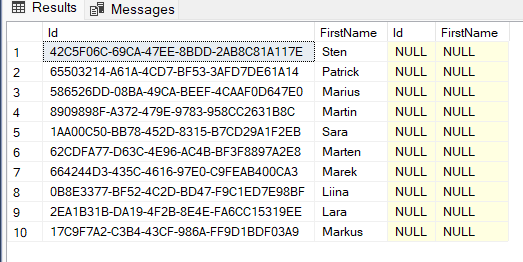 Results Messages
Id FirstName Id FirstName
1 42C5F06C-69CA-47EE-8BDD-2AB8C81A117E Sten NULL NULL
2 65503214-A61A-4CD7-BF53-3AFD7DE61A14 Patrick NULL NULL
3 586526DD-08BA-49CA-BEEF-4CAAF0D647E0 Marius NULL NULL
4 8909898F-A372-479E-9783-958CC2631B8C Martin NULL NULL
5 1AA00C50-BB78-452D-8315-B7CD29A1F2EB Sara NULL NULL
6 62CDFA77-D63C-4E96-AC4B-BF3F8897A2E8 Marten NULL NULL
7 664244D3-435C-4616-97E0-C9FEAB400CA3 Marek NULL NULL
8 0B8E3377-BF52-4C2D-BD47-F9C1ED7E98BF Liina NULL NULL
9 2EA1B31B-DA19-4F2B-8E4E-FA6CC15319EE Lara NULL NULL
10 17C9F7A2-C3B4-43CF-986A-FF9D1BDF03A9 Markus NULL NULL